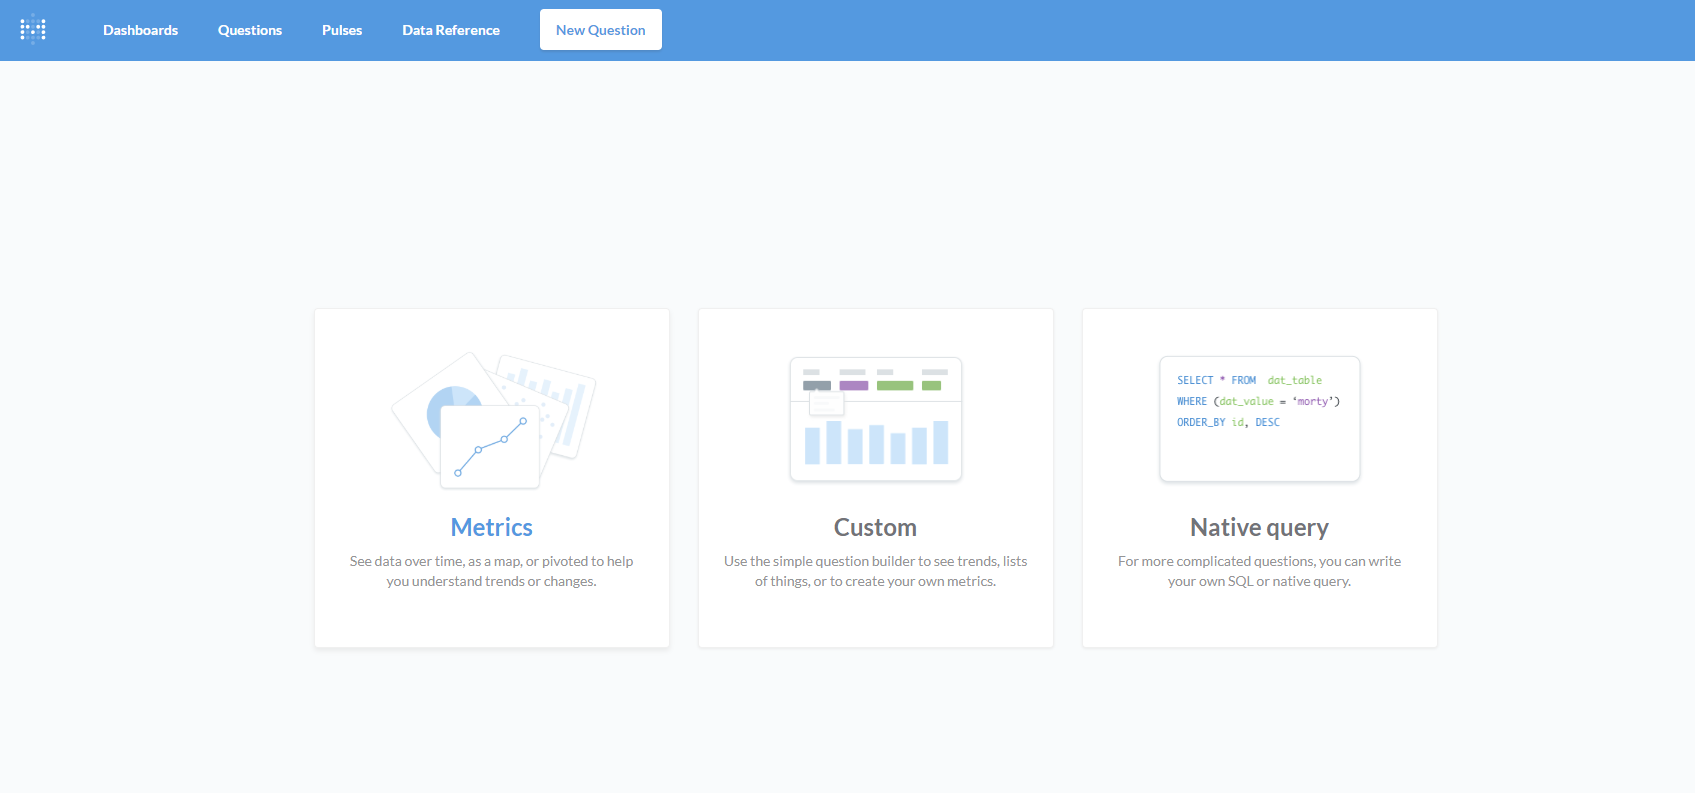 Dashboards Questions Pulses Data Reference New Question
SELECT * FROM dat_table
WHERE (dat_value = ‘morty’)
ORDER_BY id, DESC
Metrics
See data over time, as a map, or pivoted to help
you understand trends or changes.
Custom
Use the simple question builder to see trends, lists
of things, or to create your own metrics.
Native query
For more complicated questions, you can write
your own SQL or native query.